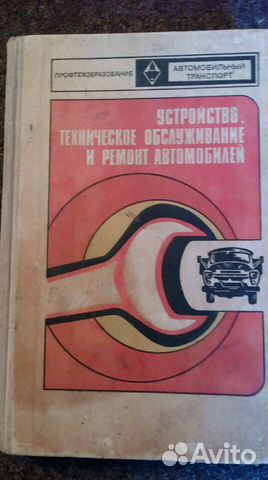 ПРОФТЕХОБРАЗОВАНИЕ
АВТОМОБИЛЬНЫЙ
ТРАНСПОРТ
УСТРОЙСТВО,
ТЕХНИЧЕСКОЕ ОБСЛУЖИВАНИЕ
И РЕМОНТ АВТОМОБИЛЕЙ
Avito